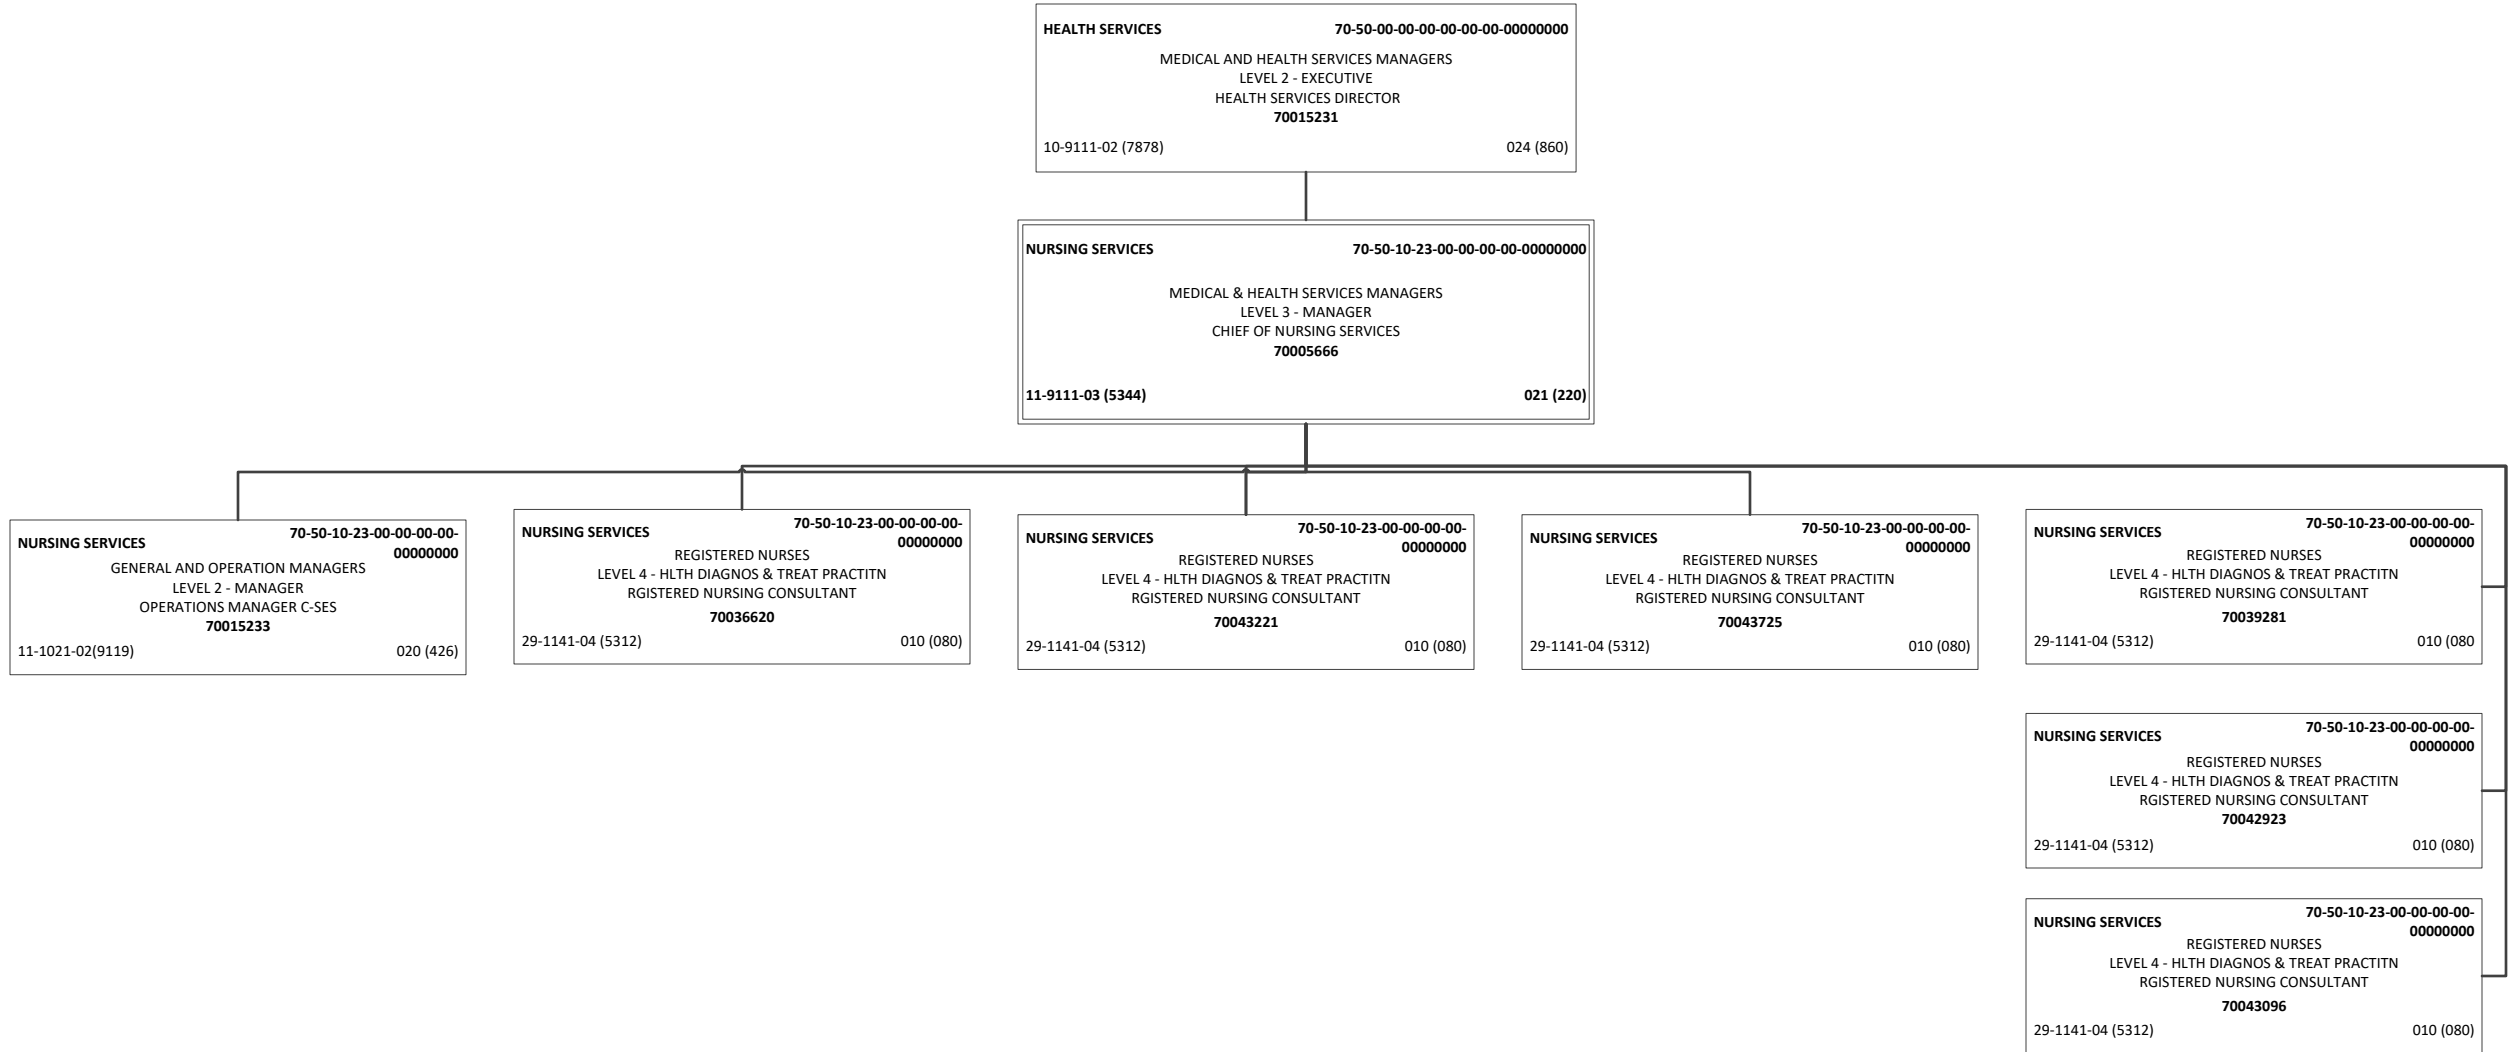 HEALTH SERVICES 70-50-00-00-00-00-00-00000000
MEDICAL AND HEALTH SERVICES MANAGERS
LEVEL 2 - EXECUTIVE
HEALTH SERVICES DIRECTOR
70015231
10-9111-02 (7878) 024 (860)
NURSING SERVICES 70-50-10-23-00-00-00-00-00000000
MEDICAL & HEALTH SERVICES MANAGERS
LEVEL 3 - MANAGER
CHIEF OF NURSING SERVICES
70005666
11-9111-03 (5344) 021 (220)
NURSING SERVICES 70-50-10-23-00-00-00-00-
00000000
GENERAL AND OPERATION MANAGERS
LEVEL 2 - MANAGER
OPERATIONS MANAGER C-SES
70015233
11-1021-02(9119) 020 (426)
NURSING SERVICES 70-50-10-23-00-00-00-00-
00000000
REGISTERED NURSES
LEVEL 4 - HLTH DIAGNOS & TREAT PRACTITN
RGISTERED NURSING CONSULTANT
70036620
29-1141-04 (5312) 010 (080)
NURSING SERVICES 70-50-10-23-00-00-00-00-
00000000
REGISTERED NURSES
LEVEL 4 - HLTH DIAGNOS & TREAT PRACTITN
RGISTERED NURSING CONSULTANT
70043221
29-1141-04 (5312) 010 (080)
NURSING SERVICES 70-50-10-23-00-00-00-00-
00000000
REGISTERED NURSES
LEVEL 4 - HLTH DIAGNOS & TREAT PRACTITN
RGISTERED NURSING CONSULTANT
70043725
29-1141-04 (5312) 010 (080)
NURSING SERVICES 70-50-10-23-00-00-00-00-
00000000
REGISTERED NURSES
LEVEL 4 - HLTH DIAGNOS & TREAT PRACTITN
RGISTERED NURSING CONSULTANT
70039281
29-1141-04 (5312) 010 (080
NURSING SERVICES 70-50-10-23-00-00-00-00-
00000000
REGISTERED NURSES
LEVEL 4 - HLTH DIAGNOS & TREAT PRACTITN
RGISTERED NURSING CONSULTANT
70042923
29-1141-04 (5312) 010 (080)
NURSING SERVICES 70-50-10-23-00-00-00-00-
00000000
REGISTERED NURSES
LEVEL 4 - HLTH DIAGNOS & TREAT PRACTITN
RGISTERED NURSING CONSULTANT
70043096
29-1141-04 (5312) 010 (080)